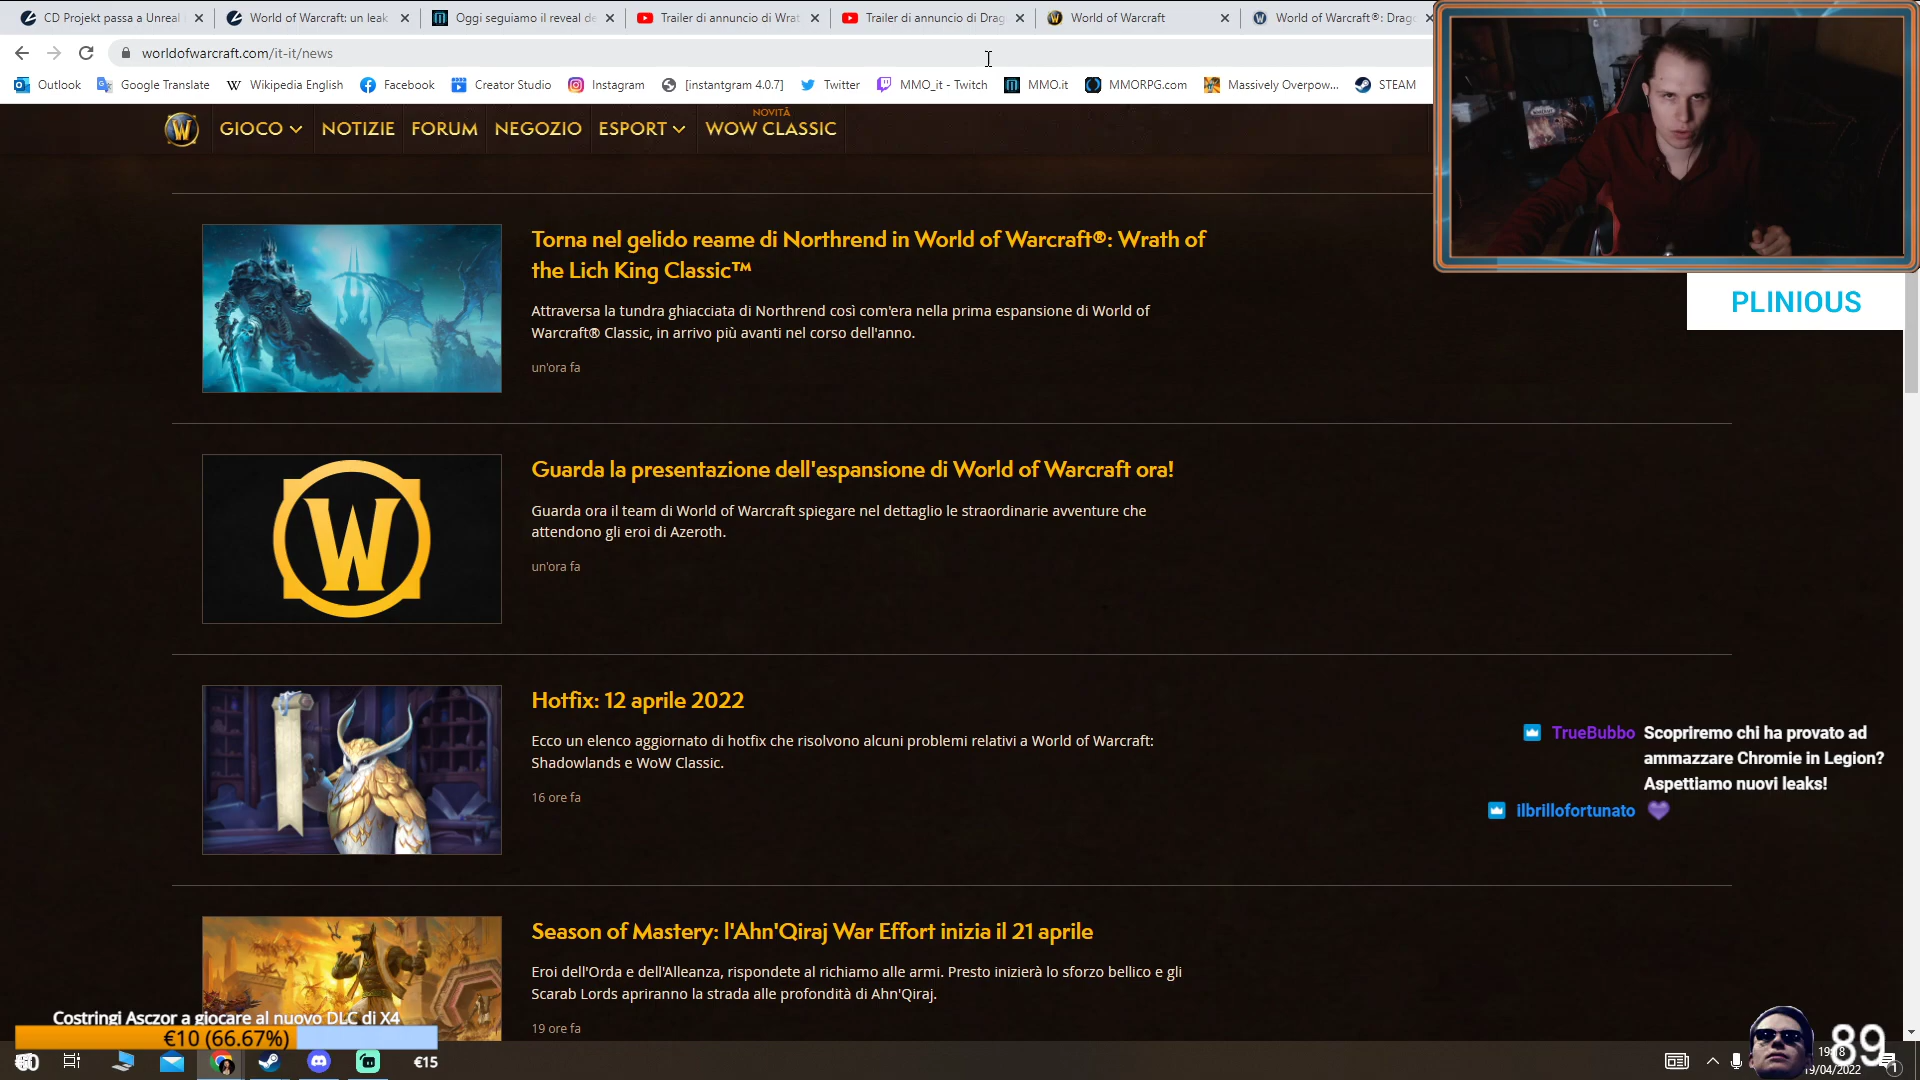 CD Projekt passa a Unreal
World of Warcraft: un leak
Oggi seguiamo il reveal de
Trailer di annuncio di Wrat
Trailer di annuncio di Drag
World of Warcraft
World of Warcraft®: Drago
worldofwarcraft.com/it-it/news
Outlook
Google Translate
Wikipedia English
Facebook
Creator Studio
Instagram
[instantgram 4.0.7]
Twitter
MMO_it - Twitch
MMO.it
MMORPG.com
Massively Overpow...
STEAM
GIOCO
NOTIZIE
FORUM
NEGOZIO
ESPORT
NOVITÀ
WOW CLASSIC
PLINIOUS
Torna nel gelido reame di Northrend in World of Warcraft®: Wrath of
the Lich King Classic™
Attraversa la tundra ghiacciata di Northrend così com'era nella prima espansione di World of
Warcraft® Classic, in arrivo più avanti nel corso dell'anno.
un'ora fa
Guarda la presentazione dell'espansione di World of Warcraft ora!
Guarda ora il team di World of Warcraft spiegare nel dettaglio le straordinarie avventure che
attendono gli eroi di Azeroth.
un'ora fa
Hotfix: 12 aprile 2022
Ecco un elenco aggiornato di hotfix che risolvono alcuni problemi relativi a World of Warcraft:
Shadowlands e WoW Classic.
16 ore fa
TrueBubbo Scopriremo chi ha provato ad
ammazzare Chromie in Legion?
Aspettiamo nuovi leaks!
ilbrillofortunato
Season of Mastery: l'Ahn'Qiraj War Effort inizia il 21 aprile
Eroi dell'Orda e dell'Alleanza, rispondete al richiamo alle armi. Presto inizierà lo sforzo bellico e gli
Scarab Lords apriranno la strada alle profondità di Ahn'Qiraj.
19 ore fa
Costringi Asczor a giocare al nuovo DLC di X4
€10 (66.67%)
€0
€15
89
19/04/2022
1